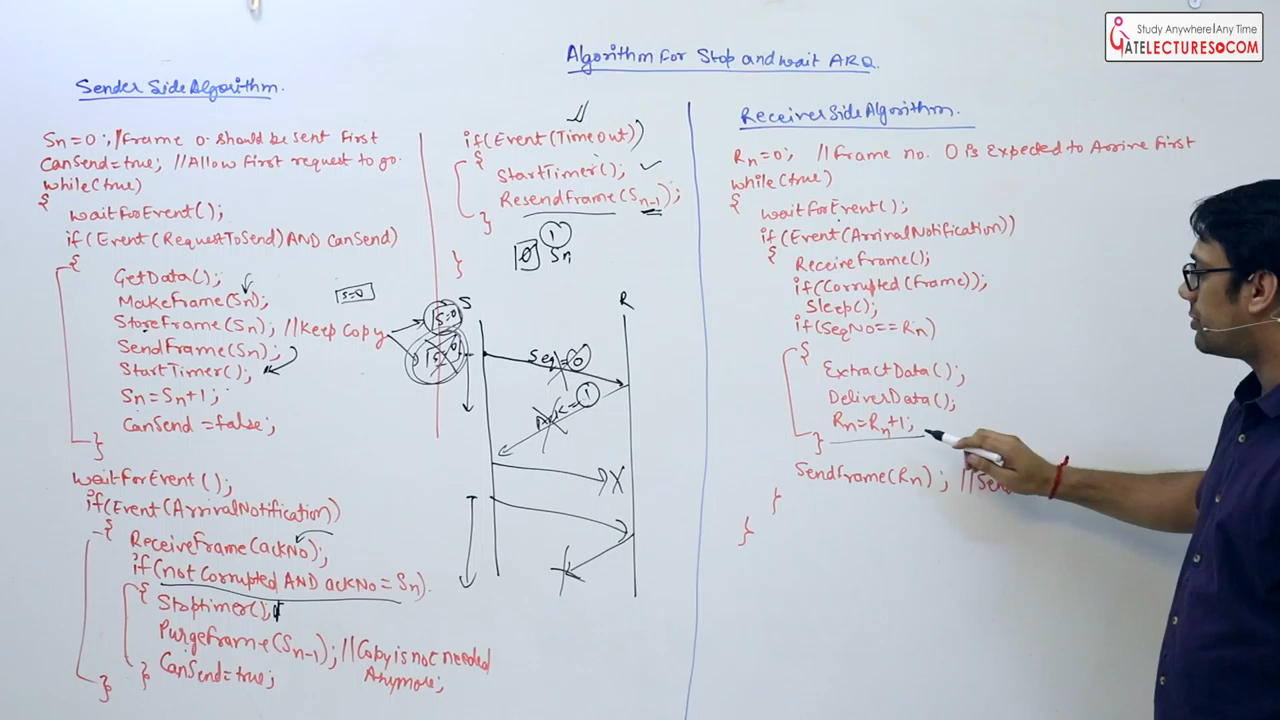 Study Anywhere|Any Time
GATELECTURES.COM
Algorithm for Stop and wait ARQ.
Sender Side Algorithm.
Sn=0; //Frame 0 should be sent first
CanSend=true; //Allow first request to go.
while(true)
{
waitForEvent();
if(Event(RequestToSend)AND canSend)
{
GetData();
MakeFrame(Sn);
StoreFrame(Sn); //Keep Copy
SendFrame(Sn);
StartTimer();
Sn=Sn+1;
CanSend=false;
}
waitForEvent();
if(Event(ArrivalNotification)
{
ReceiveFrame(ackNo);
if(not Corrupted AND ackNo=Sn).
{
Stoptimer();
PurgeFrame(Sn-1); //Copy is not needed
Anymore;
CanSend=true;
}
}
if(Event(TimeOut))
{
StartTimer();
ResendFrame(Sn-1);
}
}
0 1
Sn
S=0
S
S=0
R
Seq=0
Ack=1
X
Receiver Side Algorithm.
Rn=0; //Frame no. 0 is Expected to Arrive First
while(true)
{
waitForEvent();
if(Event(ArrivalNotification))
{
ReceiveFrame();
if(Corrupted(Frame));
Sleep();
if(SeqNo==Rn)
{
ExtractData();
DeliverData();
Rn=Rn+1;
}
SendFrame(Rn); //Send
}
}